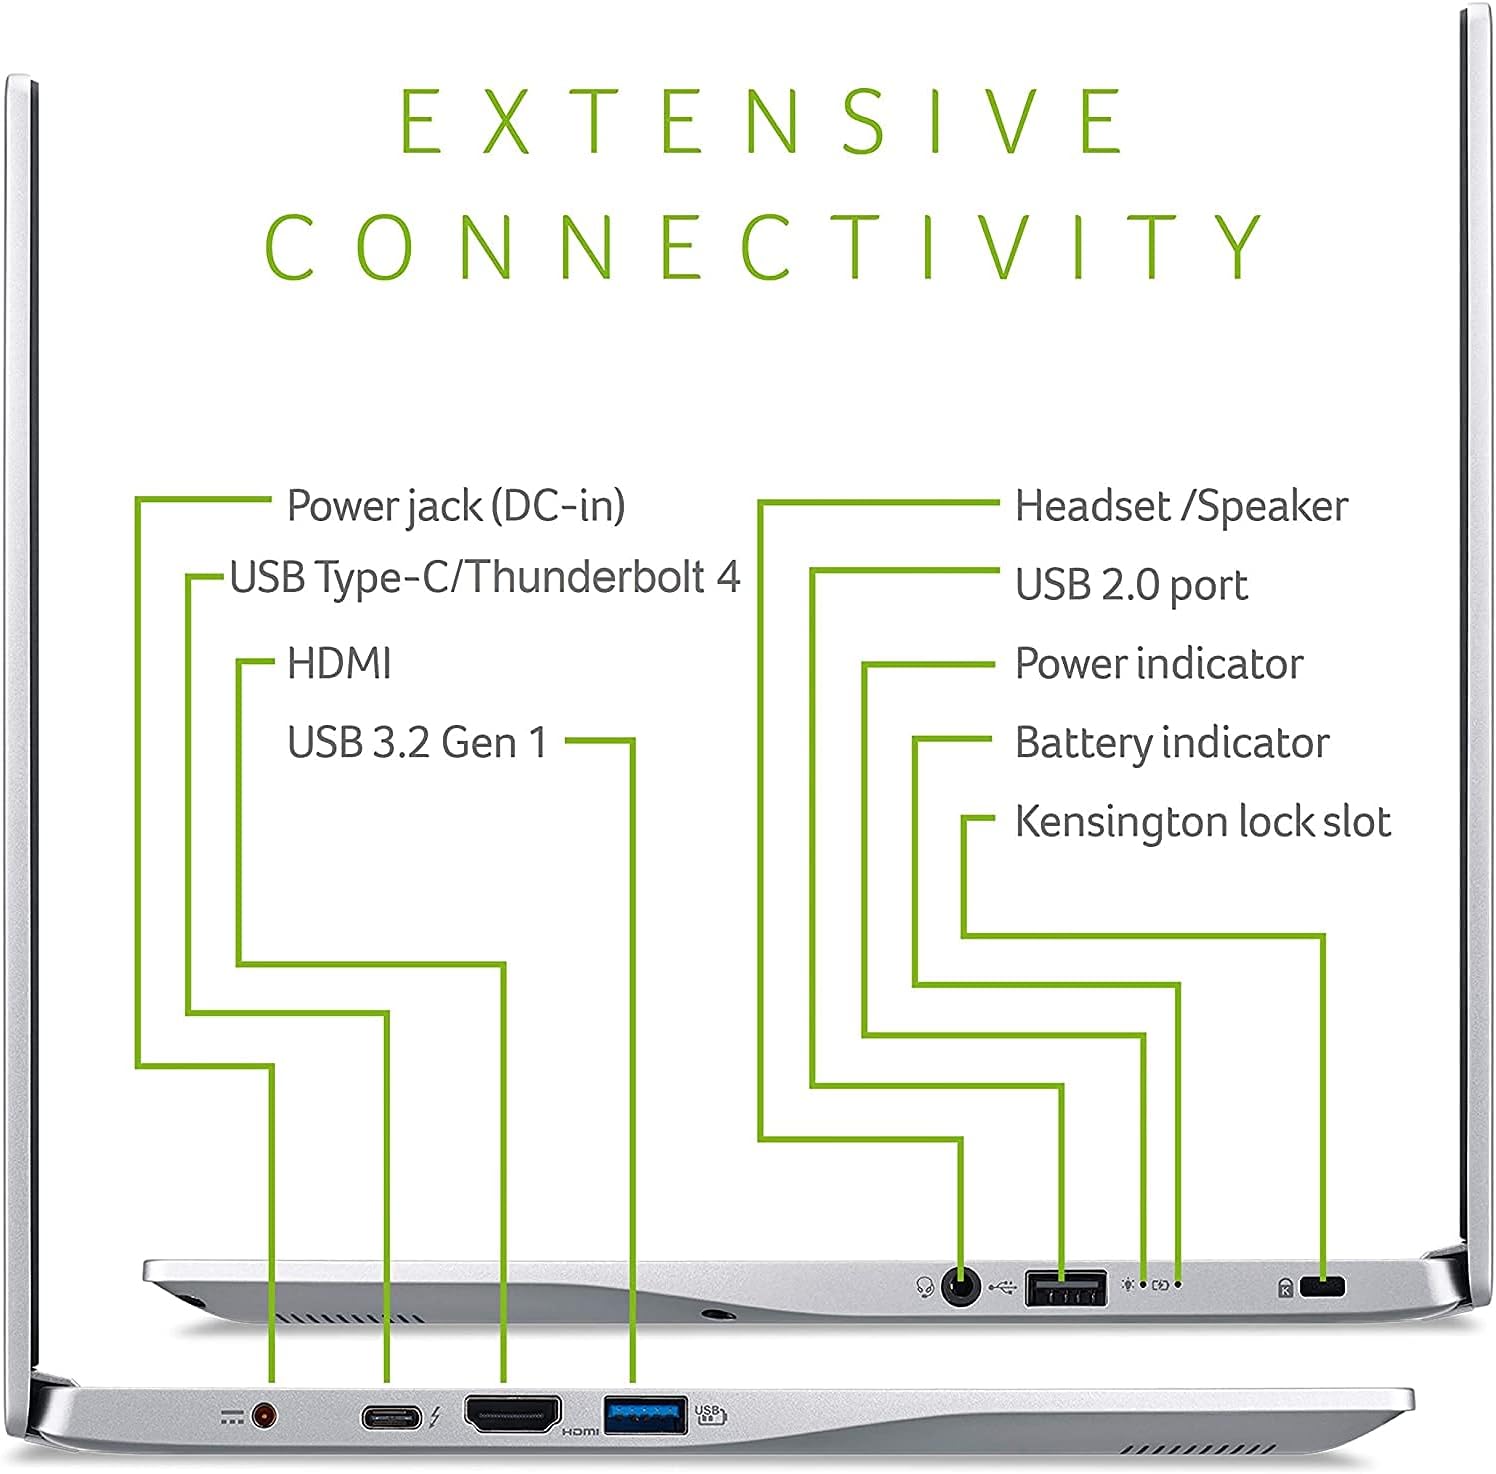 EXTENSIVE
CONNECTIVITY
Power jack (DC-in)
USB Type-C/Thunderbolt 4
HDMI
USB 3.2 Gen 1
Headset /Speaker
USB 2.0 port
Power indicator
Battery indicator
Kensington lock slot
K
HDMI
USB